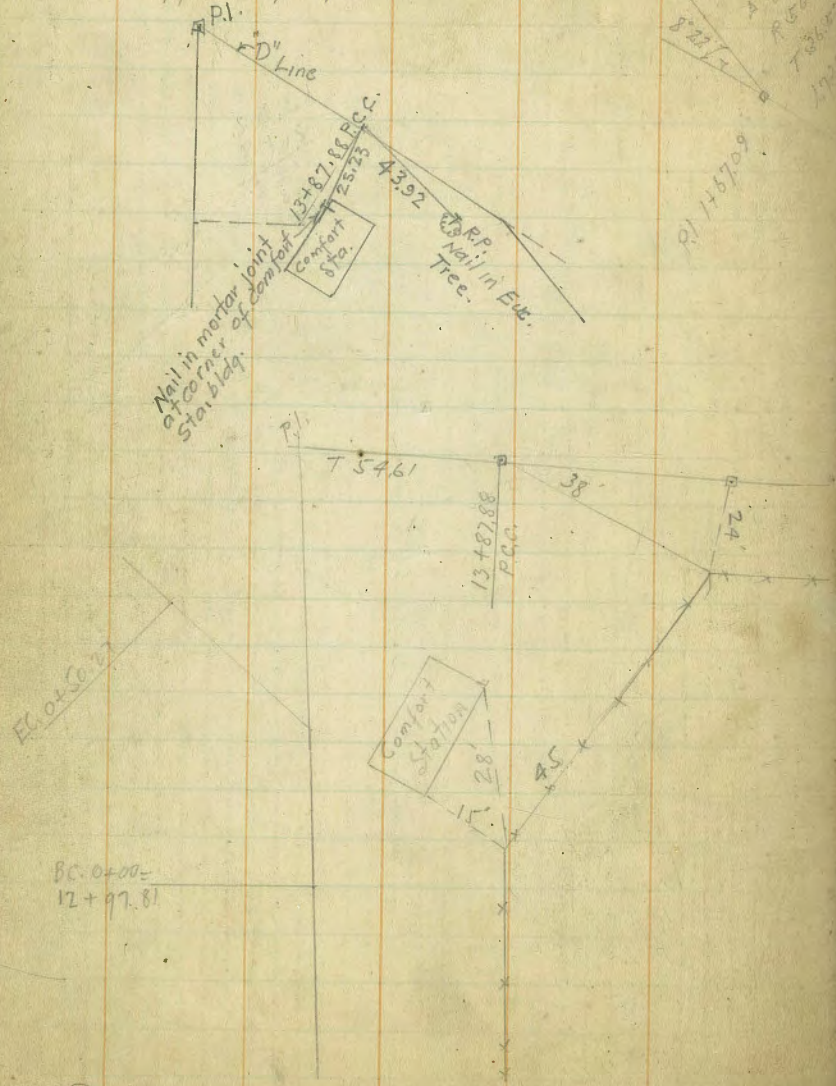 P.I.
"D"
Line
8°22'
13+87.88 P.C.C.
25.23
43.92
R.P.
Nail in Euc.
Tree.
Comfort
Sta.
Nail in mortar joint
at corner of comfort
Sta. bldg.
P.I. 1+67.09
P.I.
T 54.61
38'
24'
13+87.88
P.C.C.
E.C. 0+50.27
Comfort
Station
28'
45
15'
B.C. 0+00=
12+97.81